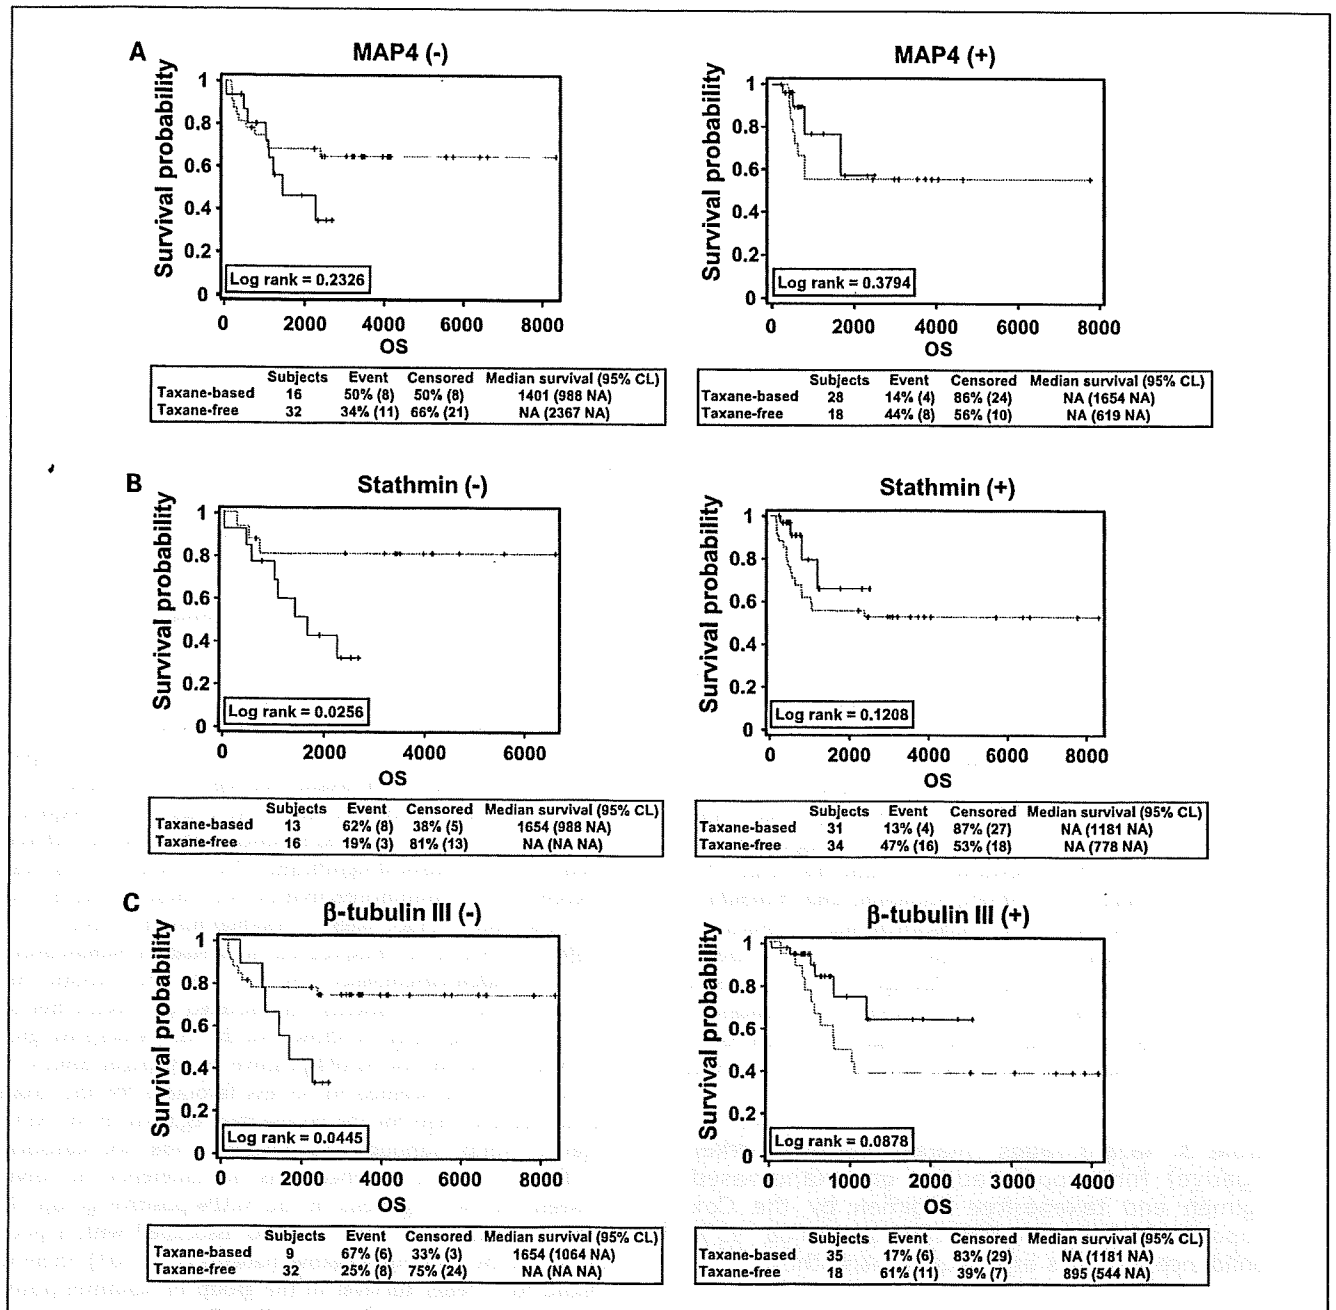 A
MAP4 (-)
Survival probability
1
0.8
0.6
0.4
0.2
0
Log rank = 0.2326
0 2000 4000 6000 8000
OS
Subjects Event Censored Median survival (95% CL)
Taxane-based 16 50% (8) 50% (8) 1401 (988 NA)
Taxane-free 32 34% (11) 66% (21) NA (2367 NA)
MAP4 (+)
Survival probability
1
0.8
0.6
0.4
0.2
0
Log rank = 0.3794
0 2000 4000 6000 8000
OS
Subjects Event Censored Median survival (95% CL)
Taxane-based 28 14% (4) 86% (24) NA (1654 NA)
Taxane-free 18 44% (8) 56% (10) NA (619 NA)
B
Stathmin (-)
Survival probability
1
0.8
0.6
0.4
0.2
0
Log rank = 0.0256
0 2000 4000 6000
OS
Subjects Event Censored Median survival (95% CL)
Taxane-based 13 62% (8) 38% (5) 1654 (988 NA)
Taxane-free 16 19% (3) 81% (13) NA (NA NA)
Stathmin (+)
Survival probability
1
0.8
0.6
0.4
0.2
0
Log rank = 0.1208
0 2000 4000 6000 8000
OS
Subjects Event Censored Median survival (95% CL)
Taxane-based 31 13% (4) 87% (27) NA (1181 NA)
Taxane-free 34 47% (16) 53% (18) NA (778 NA)
C
β-tubulin III (-)
Survival probability
1
0.8
0.6
0.4
0.2
0
Log rank = 0.0445
0 2000 4000 6000 8000
OS
Subjects Event Censored Median survival (95% CL)
Taxane-based 9 67% (6) 33% (3) 1654 (1064 NA)
Taxane-free 32 25% (8) 75% (24) NA (NA NA)
β-tubulin III (+)
Survival probability
1
0.8
0.6
0.4
0.2
0
Log rank = 0.0878
0 1000 2000 3000 4000
OS
Subjects Event Censored Median survival (95% CL)
Taxane-based 35 17% (6) 83% (29) NA (1181 NA)
Taxane-free 18 61% (11) 39% (7) 895 (544 NA)